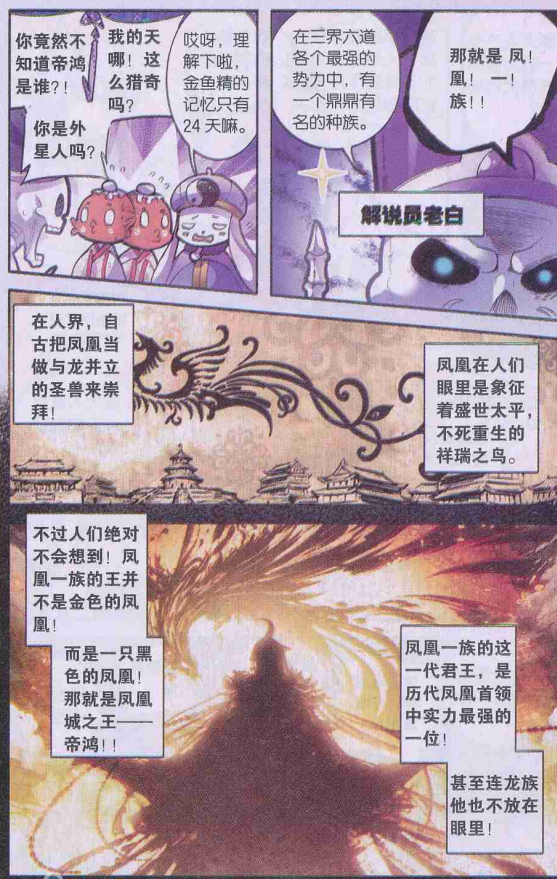 你竟然不
知道帝鸿
是谁?!
你是外
星人吗?
我的天
哪! 这
么猎奇
吗?
哎呀,理
解下啦,
金鱼精的
记忆只有
24 天嘛。
在三界六道
各个最强的
势力中,有
一个鼎鼎有
名的种族。
那就是 凤!
凰! 一!
族!!
解说员老白
在人界,自
古把凤凰当
做与龙并立
的圣兽来崇
拜!
凤凰在人们
眼里是象征
着盛世太平,
不死重生的
祥瑞之鸟。
不过人们绝对
不会想到! 凤
凰一族的王并
不是金色的凤
凰!
而是一只黑
色的凤凰!
那就是凤凰
城之王——
帝鸿!!
凤凰一族的这
一代君王,是
历代凤凰首领
中实力最强的
一位!
甚至连龙族
他也不放在
眼里!